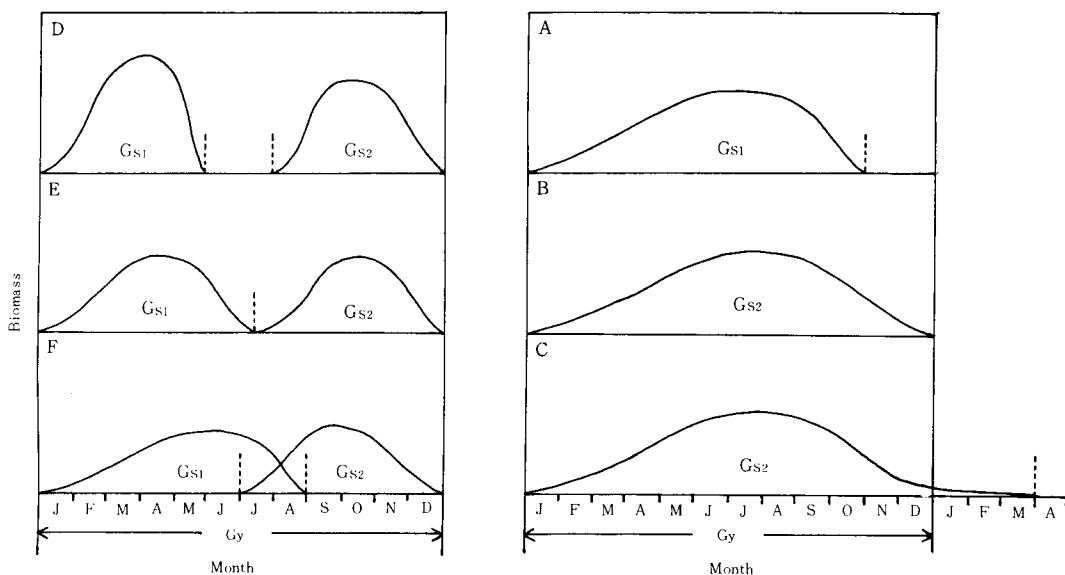 D
Gs1
Gs2
E
Gs1
Gs2
F
Gs1
Gs2
J F M A M J J A S O N D
Gy
Month
Biomass
A
Gs1
B
Gs2
C
Gs2
J F M A M J J A S O N D J F M A
Gy
Month